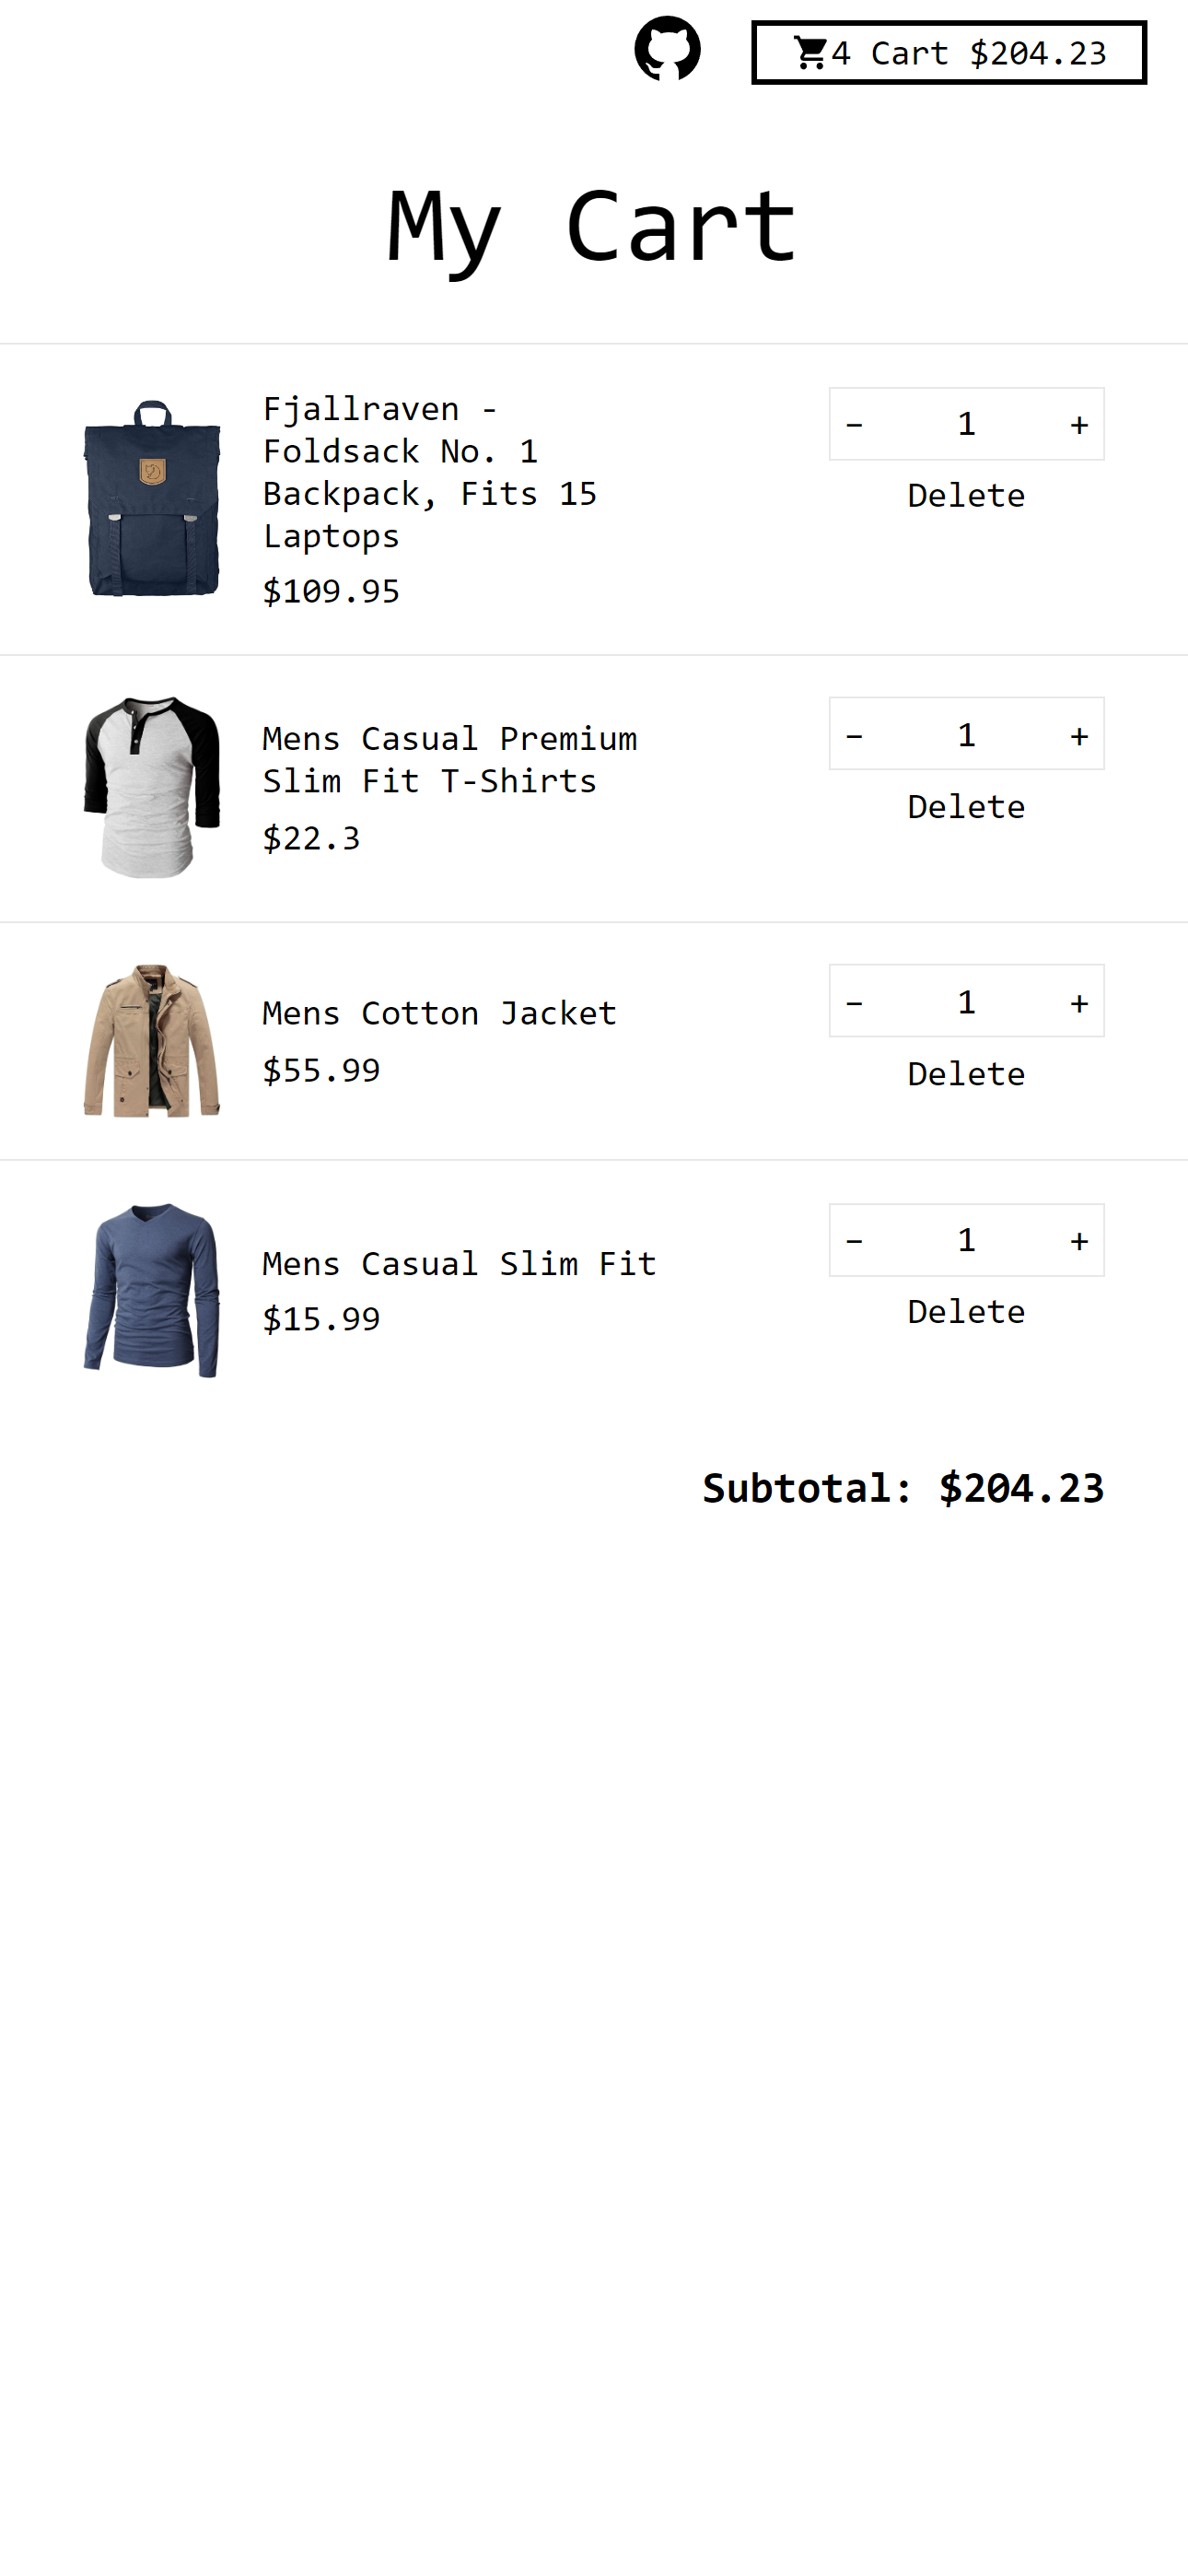 4 Cart $204.23
My Cart
Fjallraven -
Foldsack No. 1
Backpack, Fits 15
Laptops
$109.95
- 1 +
Delete
Mens Casual Premium
Slim Fit T-Shirts
$22.3
- 1 +
Delete
Mens Cotton Jacket
$55.99
- 1 +
Delete
Mens Casual Slim Fit
$15.99
- 1 +
Delete
Subtotal: $204.23